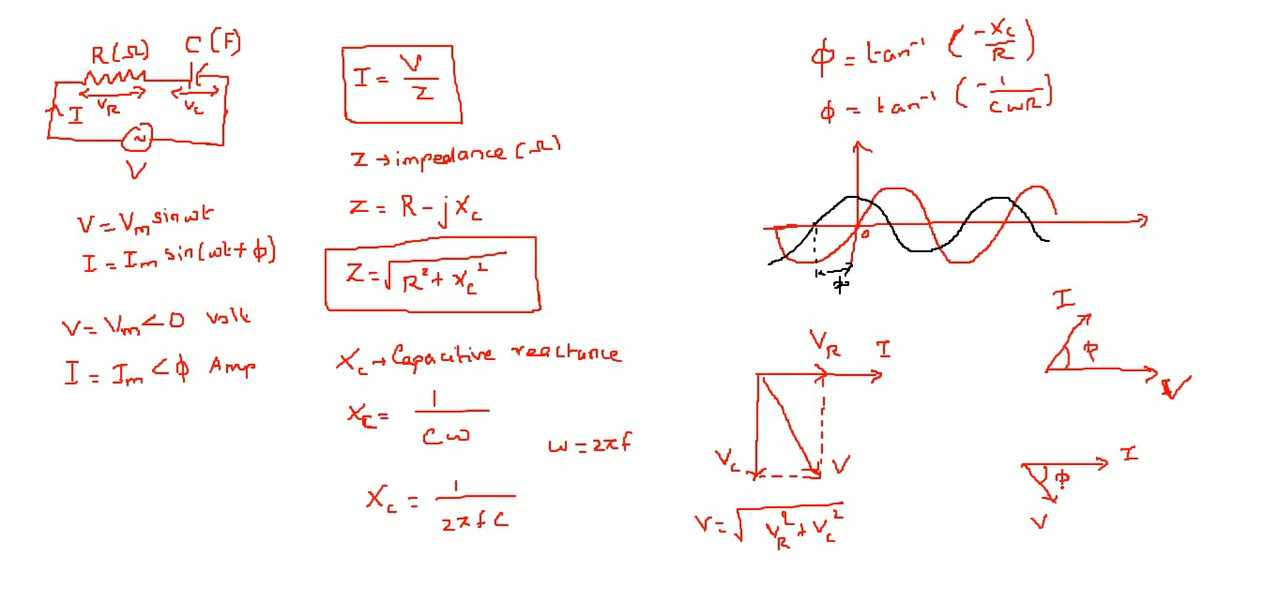 R(Ω) C(F)
V_R V_C
I
V
V = V_m sin ωt
I = I_m sin(ωt + ϕ)
V = V_m < 0 Volt
I = I_m < ϕ Amp
I = V/Z
Z → impedance (Ω)
Z = R - jX_C
Z = √(R² + X_C²)
X_C → Capacitive reactance
X_C = 1/Cω
ω = 2πf
X_C = 1/2πfC
ϕ = tan⁻¹ (-X_C/R)
ϕ = tan⁻¹ (-1/CωR)
0
ϕ
V_R I
V_C V
V = √(V_R² + V_C²)
I
ϕ
V
I
ϕ
V